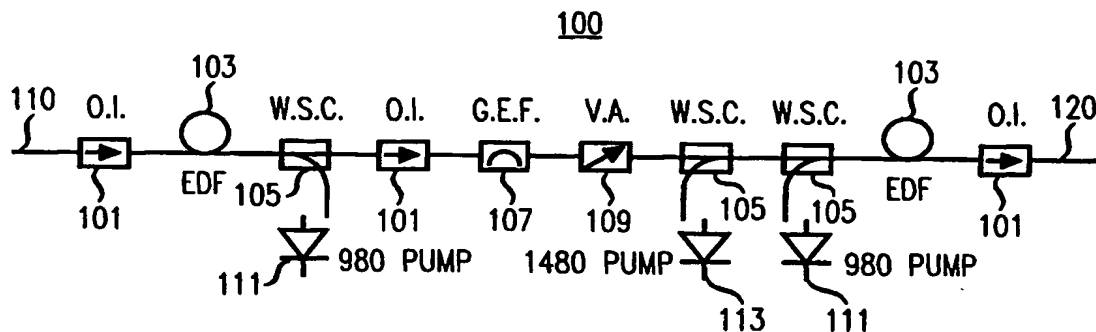 100
110 O.I. 103 W.S.C. O.I. G.E.F. V.A. W.S.C. W.S.C. 103 O.I. 120
101 EDF 105 101 107 109 105 105 EDF 101
111 980 PUMP 1480 PUMP 113 980 PUMP 111